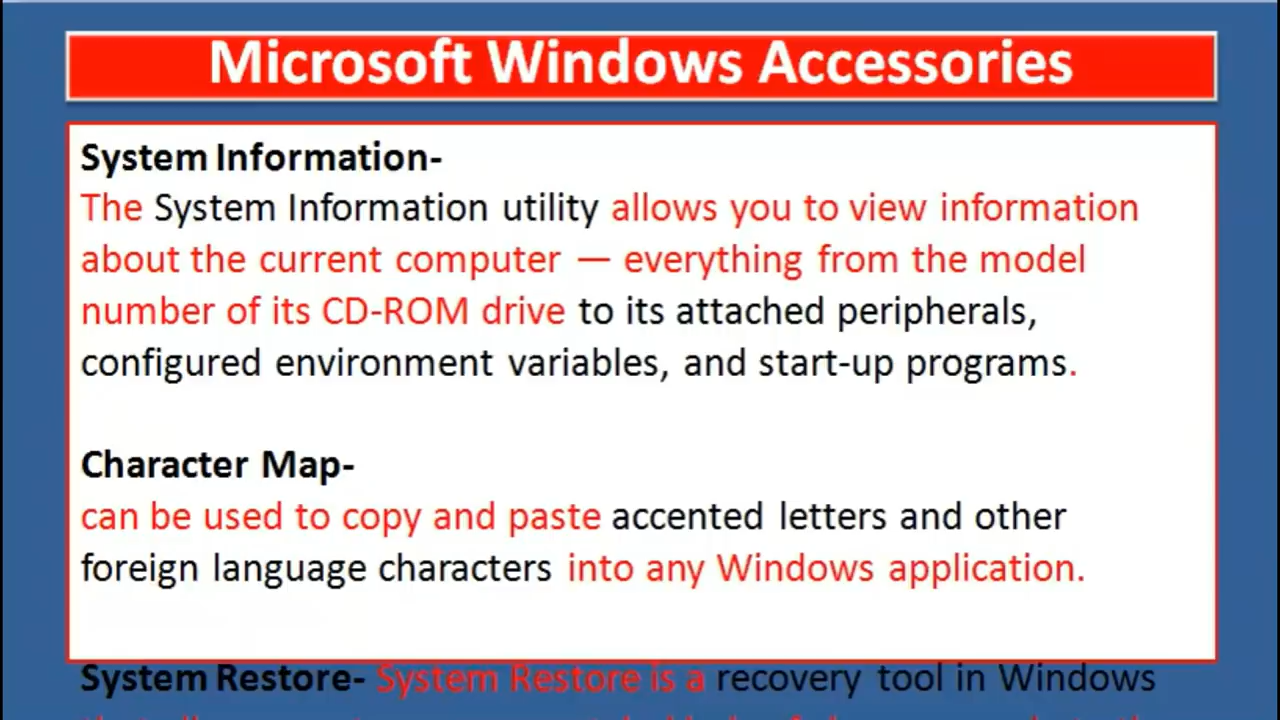 Microsoft Windows Accessories
System Information-
The System Information utility allows you to view information
about the current computer — everything from the model
number of its CD-ROM drive to its attached peripherals,
configured environment variables, and start-up programs.
Character Map-
can be used to copy and paste accented letters and other
foreign language characters into any Windows application.
System Restore- System Restore is a recovery tool in Windows